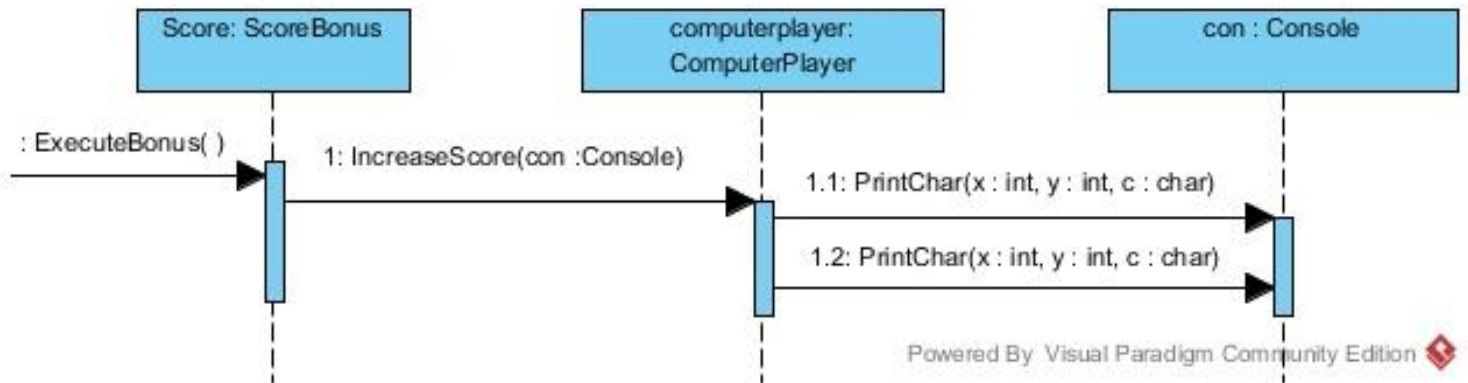 Score: ScoreBonus
computerplayer:
ComputerPlayer
con : Console
: ExecuteBonus( )
1: IncreaseScore(con :Console)
1.1: PrintChar(x : int, y : int, c : char)
1.2: PrintChar(x : int, y : int, c : char)
Powered By Visual Paradigm Community Edition